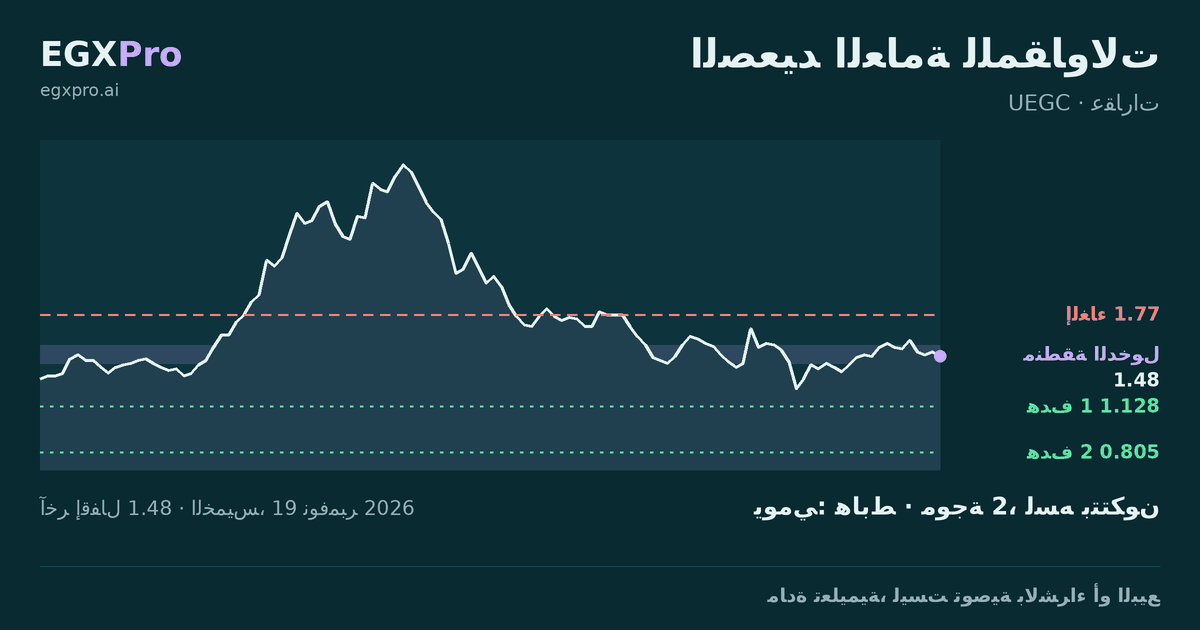 EGXPro
egxpro.ai
الصعيد العامة للمقاولات
UEGC · عقارات
إلغاء 1.77
منطقة الدخول
1.48
هدف 1 1.128
هدف 2 0.805
يومي: هابط · موجة 2، لسه بتتكون
آخر إقفال 1.48 · الخميس، 19 نوفمبر 2026
مادة تعليمية، ليست توصية بالشراء أو البيع